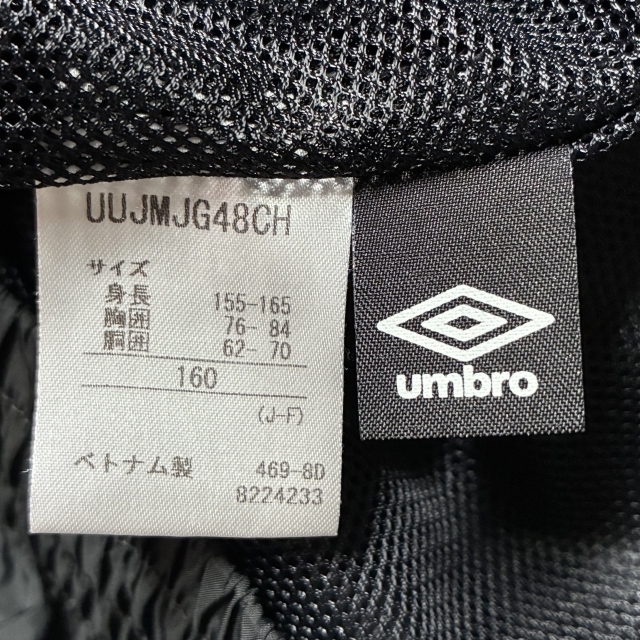 UUJMJG48CH
サイズ
身長 155-165
胸囲 76- 84
胴囲 62- 70
160
(J-F)
ベトナム製 469-8D
8224233
umbro